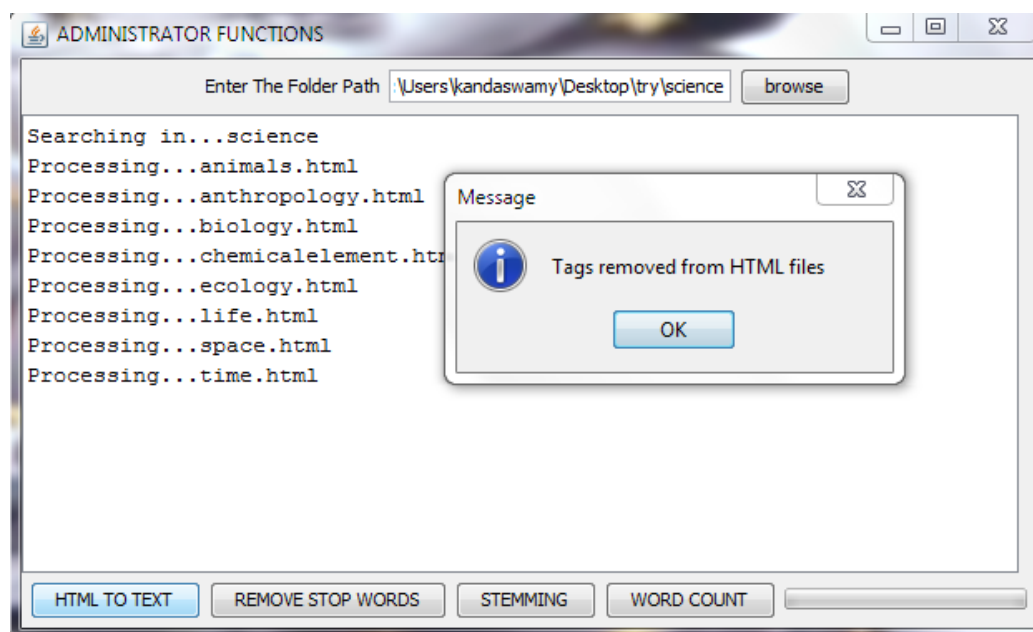 ADMINISTRATOR FUNCTIONS
Enter The Folder Path :\Users\kandaswamy\Desktop\try\science browse
Searching in...science
Processing...animals.html
Processing...anthropology.html
Processing...biology.html
Processing...chemicalelement.htm
Processing...ecology.html
Processing...life.html
Processing...space.html
Processing...time.html
Message
Tags removed from HTML files
OK
HTML TO TEXT REMOVE STOP WORDS STEMMING WORD COUNT